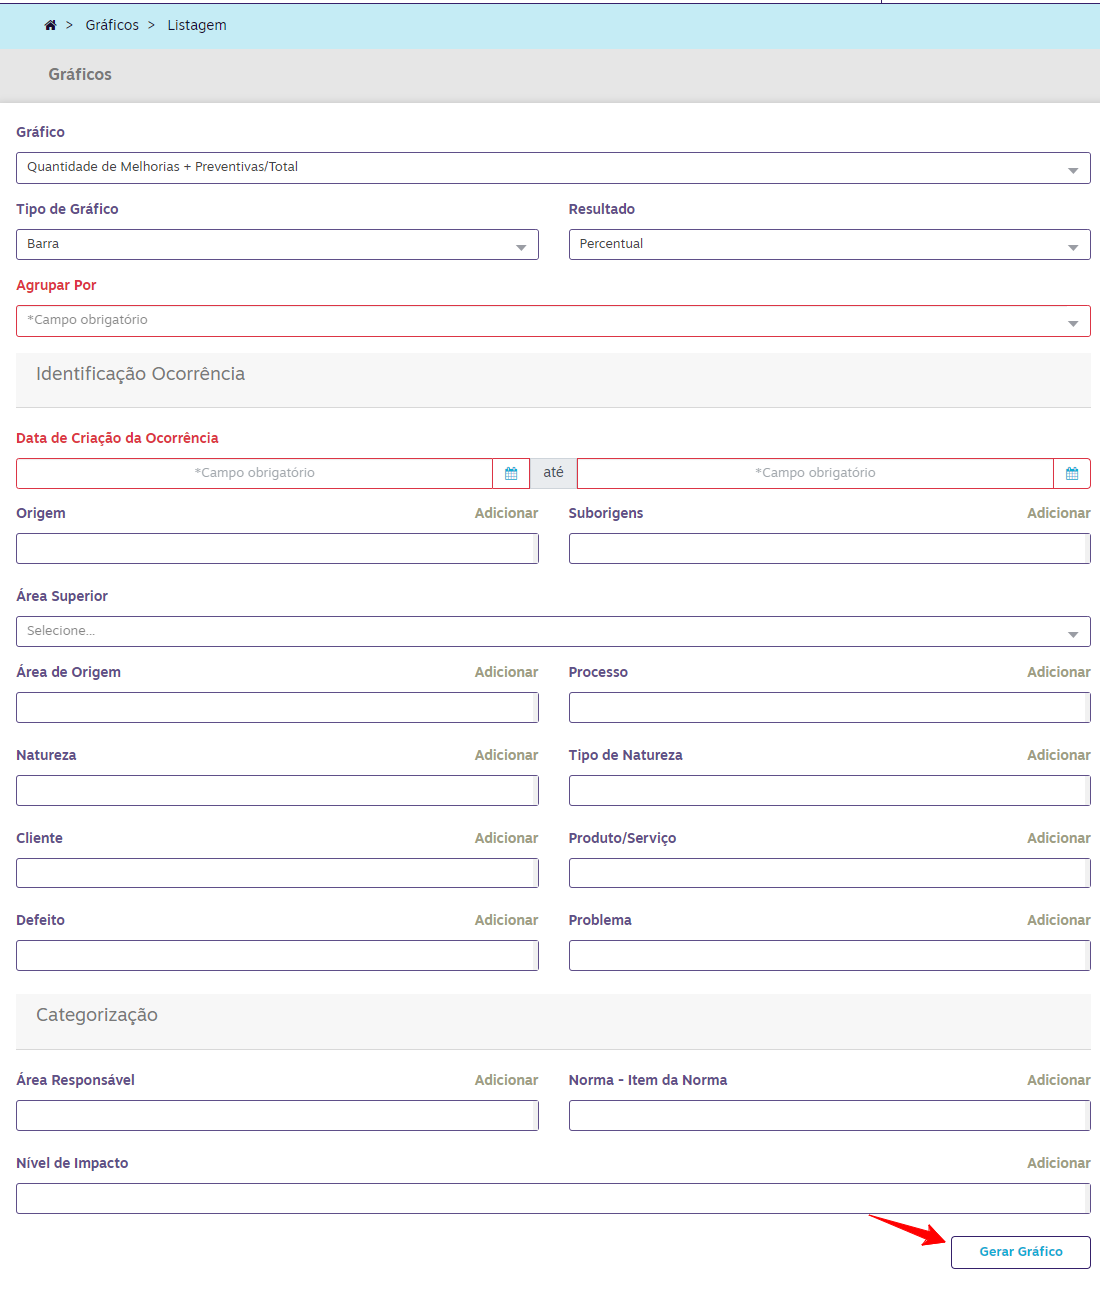 > Gráficos > Listagem
Gráficos
Gráfico
Quantidade de Melhorias + Preventivas/Total
Tipo de Gráfico Resultado
Barra Percentual
Agrupar Por
*Campo obrigatório
Identificação Ocorrência
Data de Criação da Ocorrência
*Campo obrigatório até *Campo obrigatório
Origem Adicionar Suborigens Adicionar
Área Superior
Selecione...
Área de Origem Adicionar Processo Adicionar
Natureza Adicionar Tipo de Natureza Adicionar
Cliente Adicionar Produto/Serviço Adicionar
Defeito Adicionar Problema Adicionar
Categorização
Área Responsável Adicionar Norma - Item da Norma Adicionar
Nível de Impacto Adicionar
Gerar Gráfico